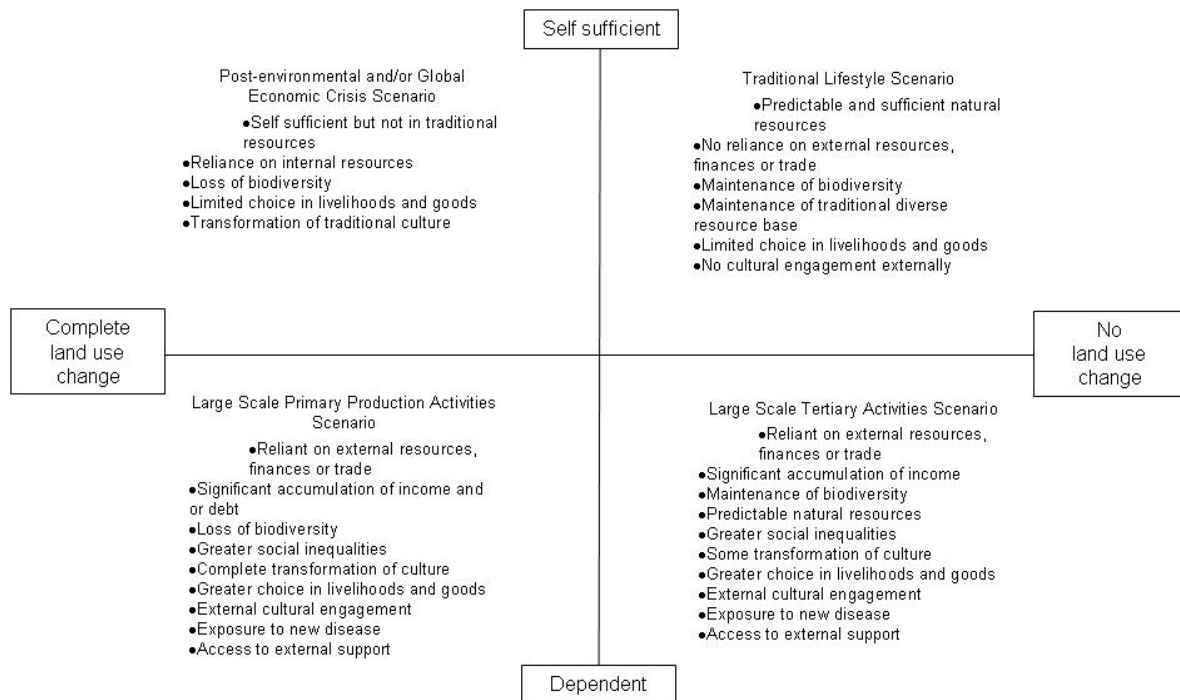 Self sufficient
Post-environmental and/or Global
Economic Crisis Scenario
●Self sufficient but not in traditional
resources
●Reliance on internal resources
●Loss of biodiversity
●Limited choice in livelihoods and goods
●Transformation of traditional culture
Traditional Lifestyle Scenario
●Predictable and sufficient natural
resources
●No reliance on external resources,
finances or trade
●Maintenance of biodiversity
●Maintenance of traditional diverse
resource base
●Limited choice in livelihoods and goods
●No cultural engagement externally
Complete
land use
change
No
land use
change
Large Scale Primary Production Activities
Scenario
●Reliant on external resources,
finances or trade
●Significant accumulation of income and
or debt
●Loss of biodiversity
●Greater social inequalities
●Complete transformation of culture
●Greater choice in livelihoods and goods
●External cultural engagement
●Exposure to new disease
●Access to external support
Large Scale Tertiary Activities Scenario
●Reliant on external resources,
finances or trade
●Significant accumulation of income
●Maintenance of biodiversity
●Predictable natural resources
●Greater social inequalities
●Some transformation of culture
●Greater choice in livelihoods and goods
●External cultural engagement
●Exposure to new disease
●Access to external support
Dependent